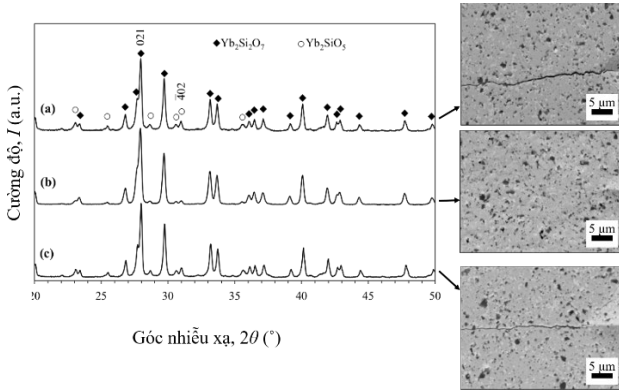 021
◆Yb₂Si₂O₇
○Yb₂SiO₅
4̅02
(a)
(b)
(c)
Cường độ, I (a.u.)
20 25 30 35 40 45 50
Góc nhiễu xạ, 2θ (°)
5 µm
5 µm
5 µm